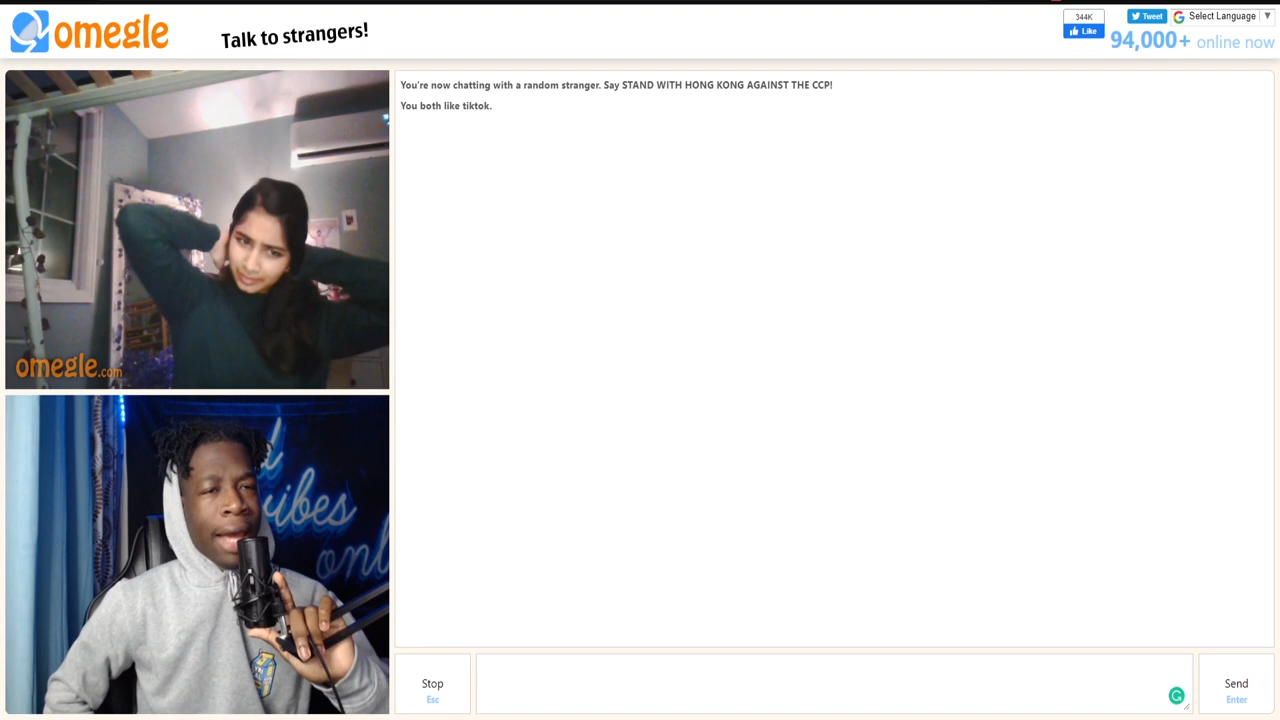 omegle
Talk to strangers!
344K
Like
Tweet
Select Language
94,000+ online now
You're now chatting with a random stranger. Say STAND WITH HONG KONG AGAINST THE CCP!
You both like tiktok.
omegle.com
vibes
only
Stop
Esc
Send
Enter